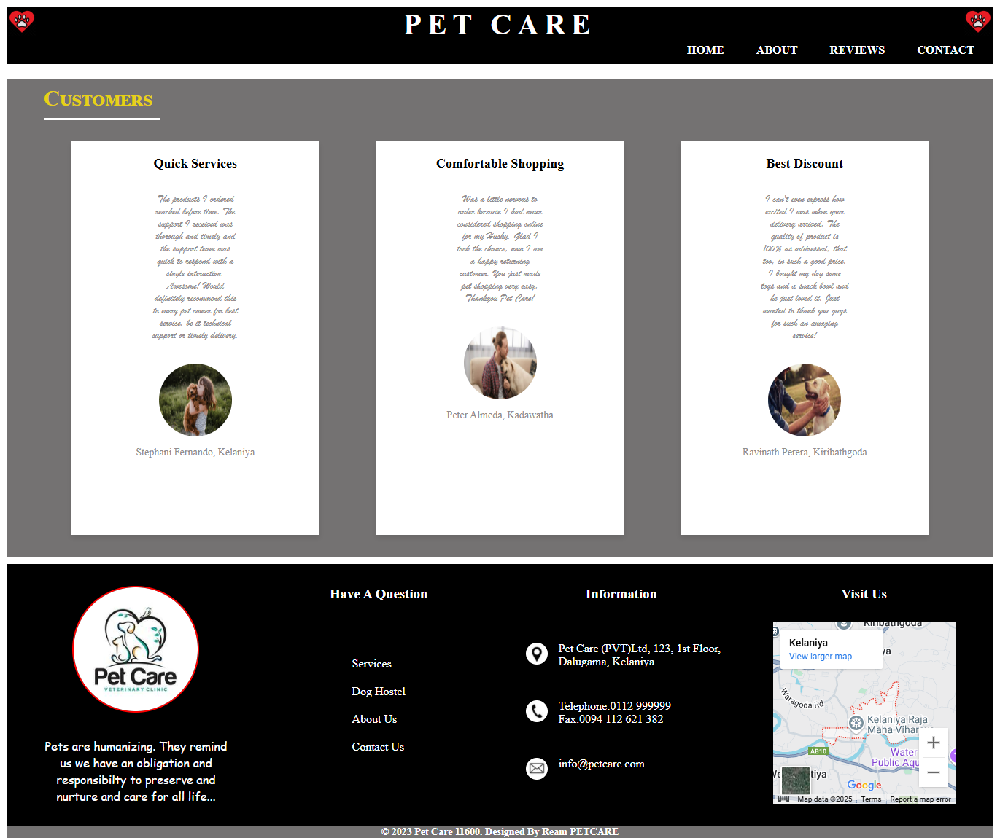 PET CARE
HOME ABOUT REVIEWS CONTACT
Customers
Quick Services
The products I ordered
reached before time. The
support I received was
thorough and timely and
the support team was
quick to respond with a
single interaction.
Awesome! Would
definitely recommend this
to every pet owner for best
service, be it technical
support or timely delivery.
Stephani Fernando, Kelaniya
Comfortable Shopping
Was a little nervous to
order because I had never
considered shopping online
for my Husky. Glad I
took the chance, now I am
a happy returning
customer. You just made
pet shopping very easy.
Thankyou Pet Care!
Peter Almeda, Kadawatha
Best Discount
I can't even express how
excited I was when your
delivery arrived. The
quality of product is
100% as addressed, that
too, in such a good price.
I bought my dog some
toys and a snack bowl and
he just loved it. Just
wanted to thank you guys
for such an amazing
service!
Ravinath Perera, Kiribathgoda
Pet Care
VETERINARY CLINIC
Pets are humanizing. They remind
us we have an obligation and
responsibilty to preserve and
nurture and care for all life...
Have A Question
Services
Dog Hostel
About Us
Contact Us
Information
Pet Care (PVT)Ltd, 123, 1st Floor,
Dalugama, Kelaniya
Telephone:0112 999999
Fax:0094 112 621 382
info@petcare.com
.
Visit Us
Kiribathgoda
Kelaniya
View larger map
Waragoda Rd
Kelaniya Raja
Maha Vihar
AB10
Water
Public Aqu
tiya
Google
Map data ©2025 Terms Report a map error
© 2023 Pet Care 11600. Designed By Ream PETCARE